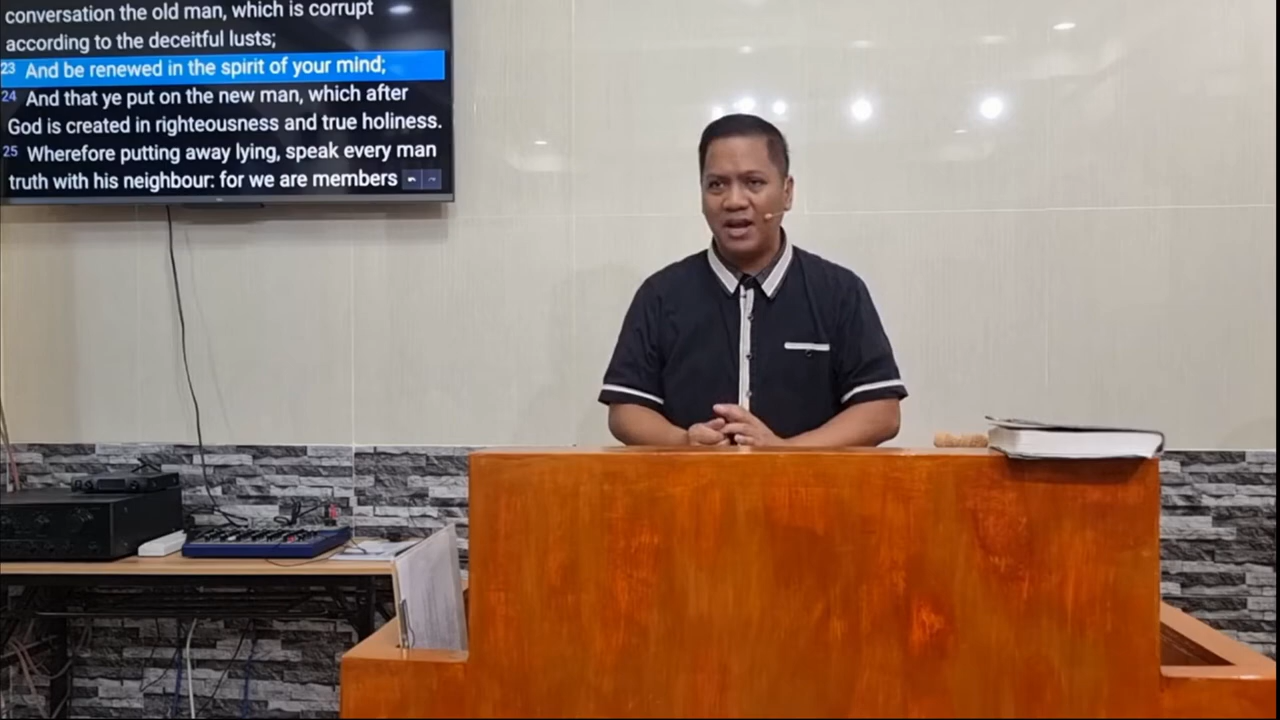 conversation the old man, which is corrupt
according to the deceitful lusts;
23 And be renewed in the spirit of your mind;
24 And that ye put on the new man, which after
God is created in righteousness and true holiness.
25 Wherefore putting away lying, speak every man
truth with his neighbour: for we are members